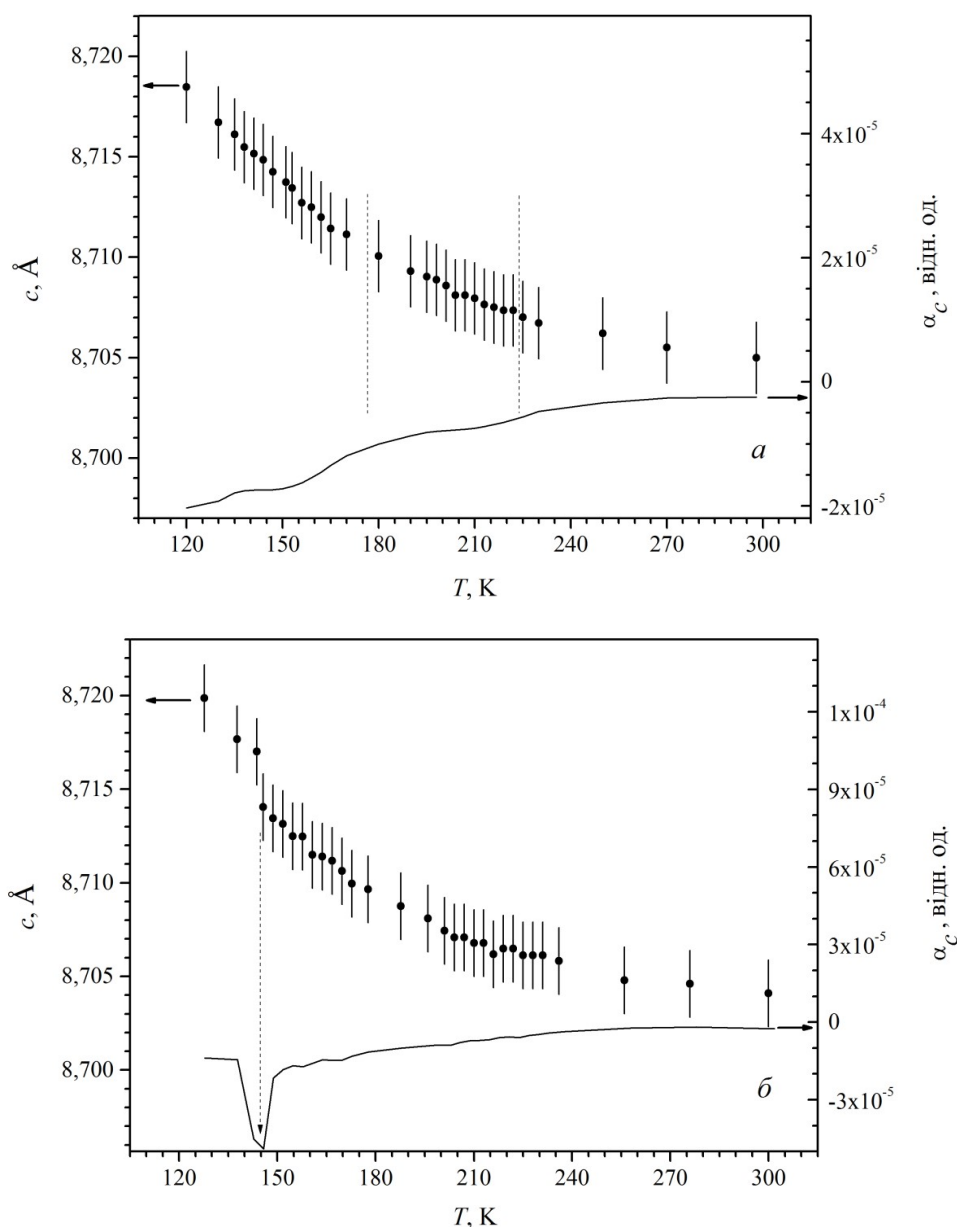 8,720
8,715
8,710
8,705
8,700
c, Å
4x10⁻⁵
2x10⁻⁵
0
-2x10⁻⁵
α_c, відн. од.
а
120 150 180 210 240 270 300
T, K
8,720
8,715
8,710
8,705
8,700
c, Å
1x10⁻⁴
9x10⁻⁵
6x10⁻⁵
3x10⁻⁵
0
-3x10⁻⁵
α_c, відн. од.
б
120 150 180 210 240 270 300
T, K